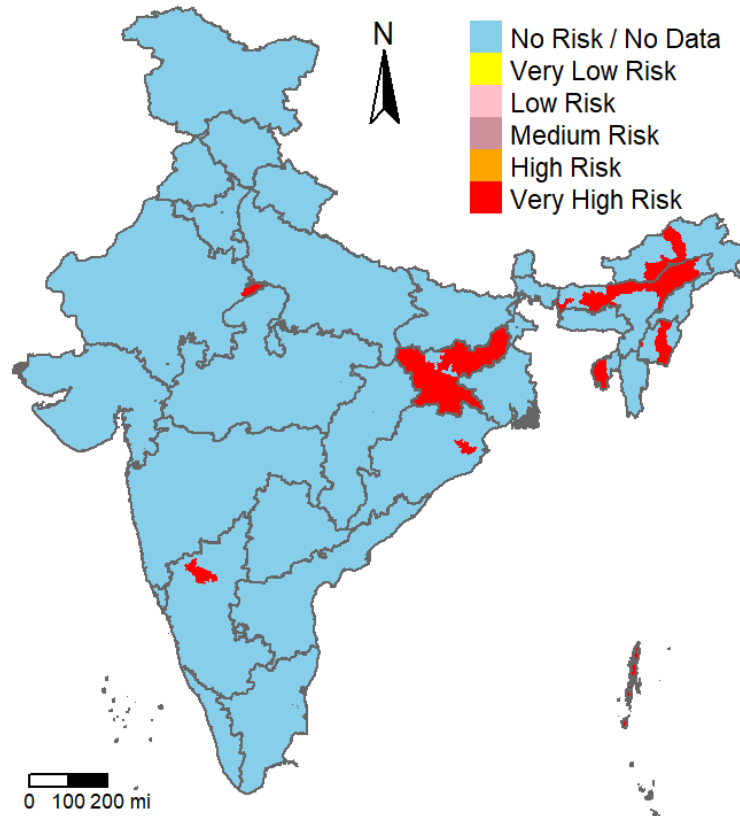 N
No Risk / No Data
Very Low Risk
Low Risk
Medium Risk
High Risk
Very High Risk
0 100 200 mi